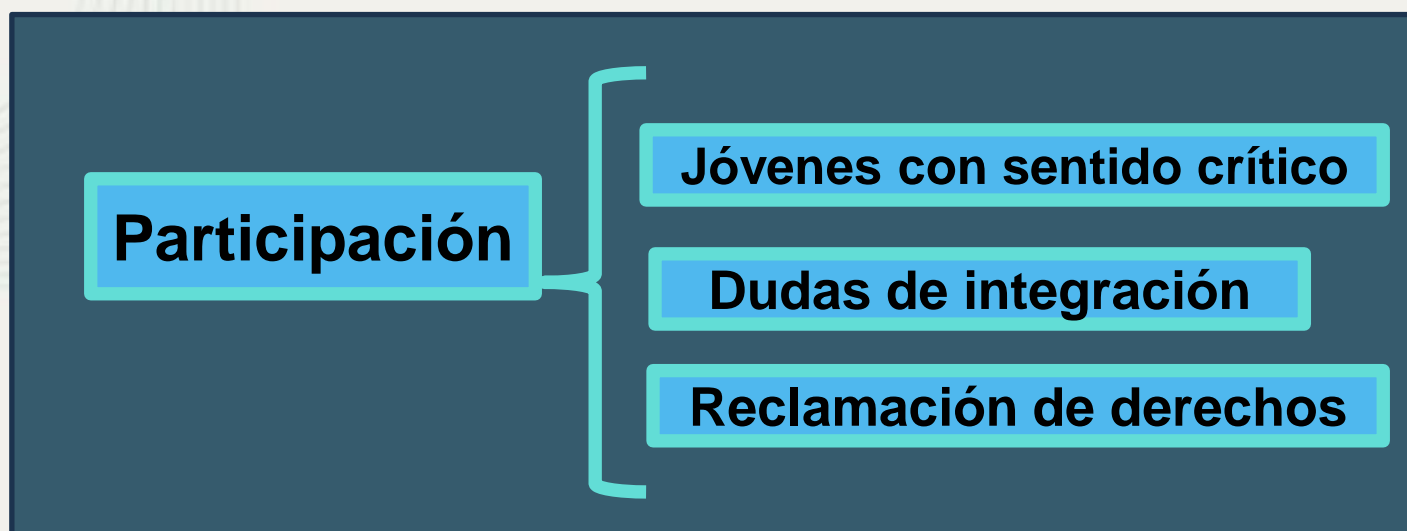 Participación
Jóvenes con sentido crítico
Dudas de integración
Reclamación de derechos